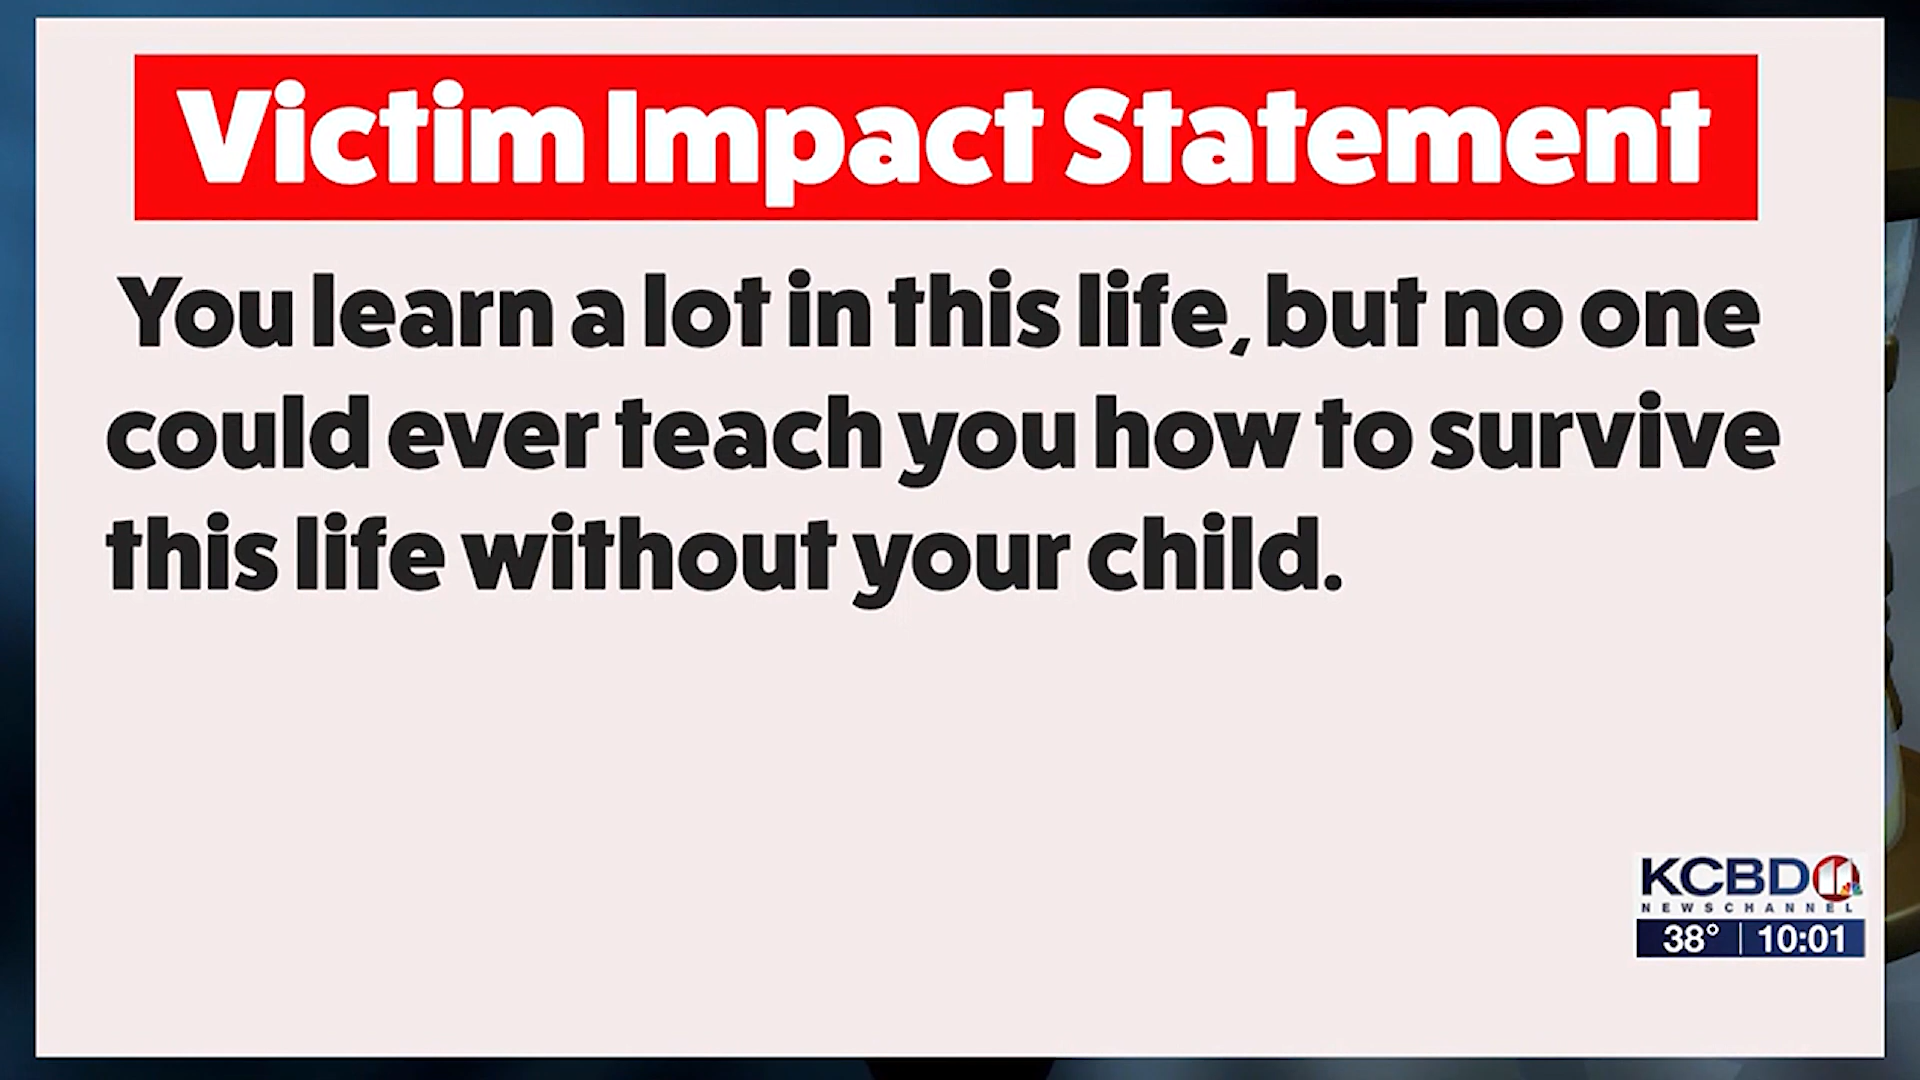 Victim Impact Statement
You learn a lot in this life, but no one
could ever teach you how to survive
this life without your child.
KCBD 11
NEWSCHANNEL
38° 10:01